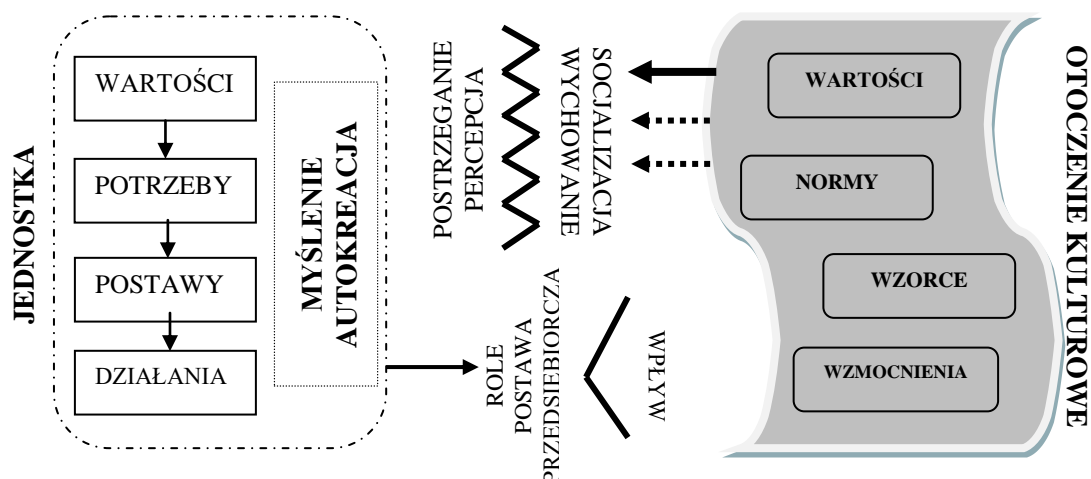 JEDNOSTKA
WARTOŚCI
POTRZEBY
POSTAWY
DZIAŁANIA
MYŚLENIE
AUTOKREACJA
POSTRZEGANIE
PERCEPCJA
WYCHOWANIE
SOCJALIZACJA
ROLE
POSTAWA
PRZEDSIEBIORCZA
WPŁYW
WARTOŚCI
NORMY
WZORCE
WZMOCNIENIA
OTOCZENIE KULTUROWE